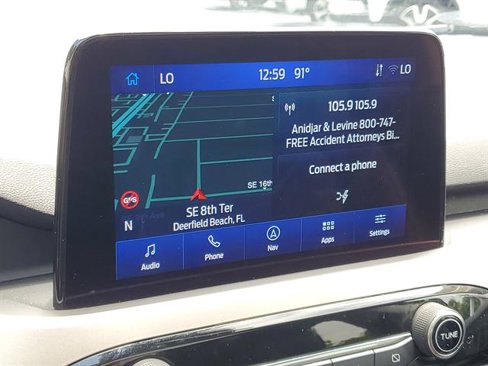 LO 12:59 91° LO
105.9 105.9
Anidjar & Levine 800-747-
FREE Accident Attorneys Bi...
Connect a phone
SE 16th
GPS
N
SE 8th Ter
Deerfield Beach, FL
Audio Phone Nav Apps Settings
TUNE